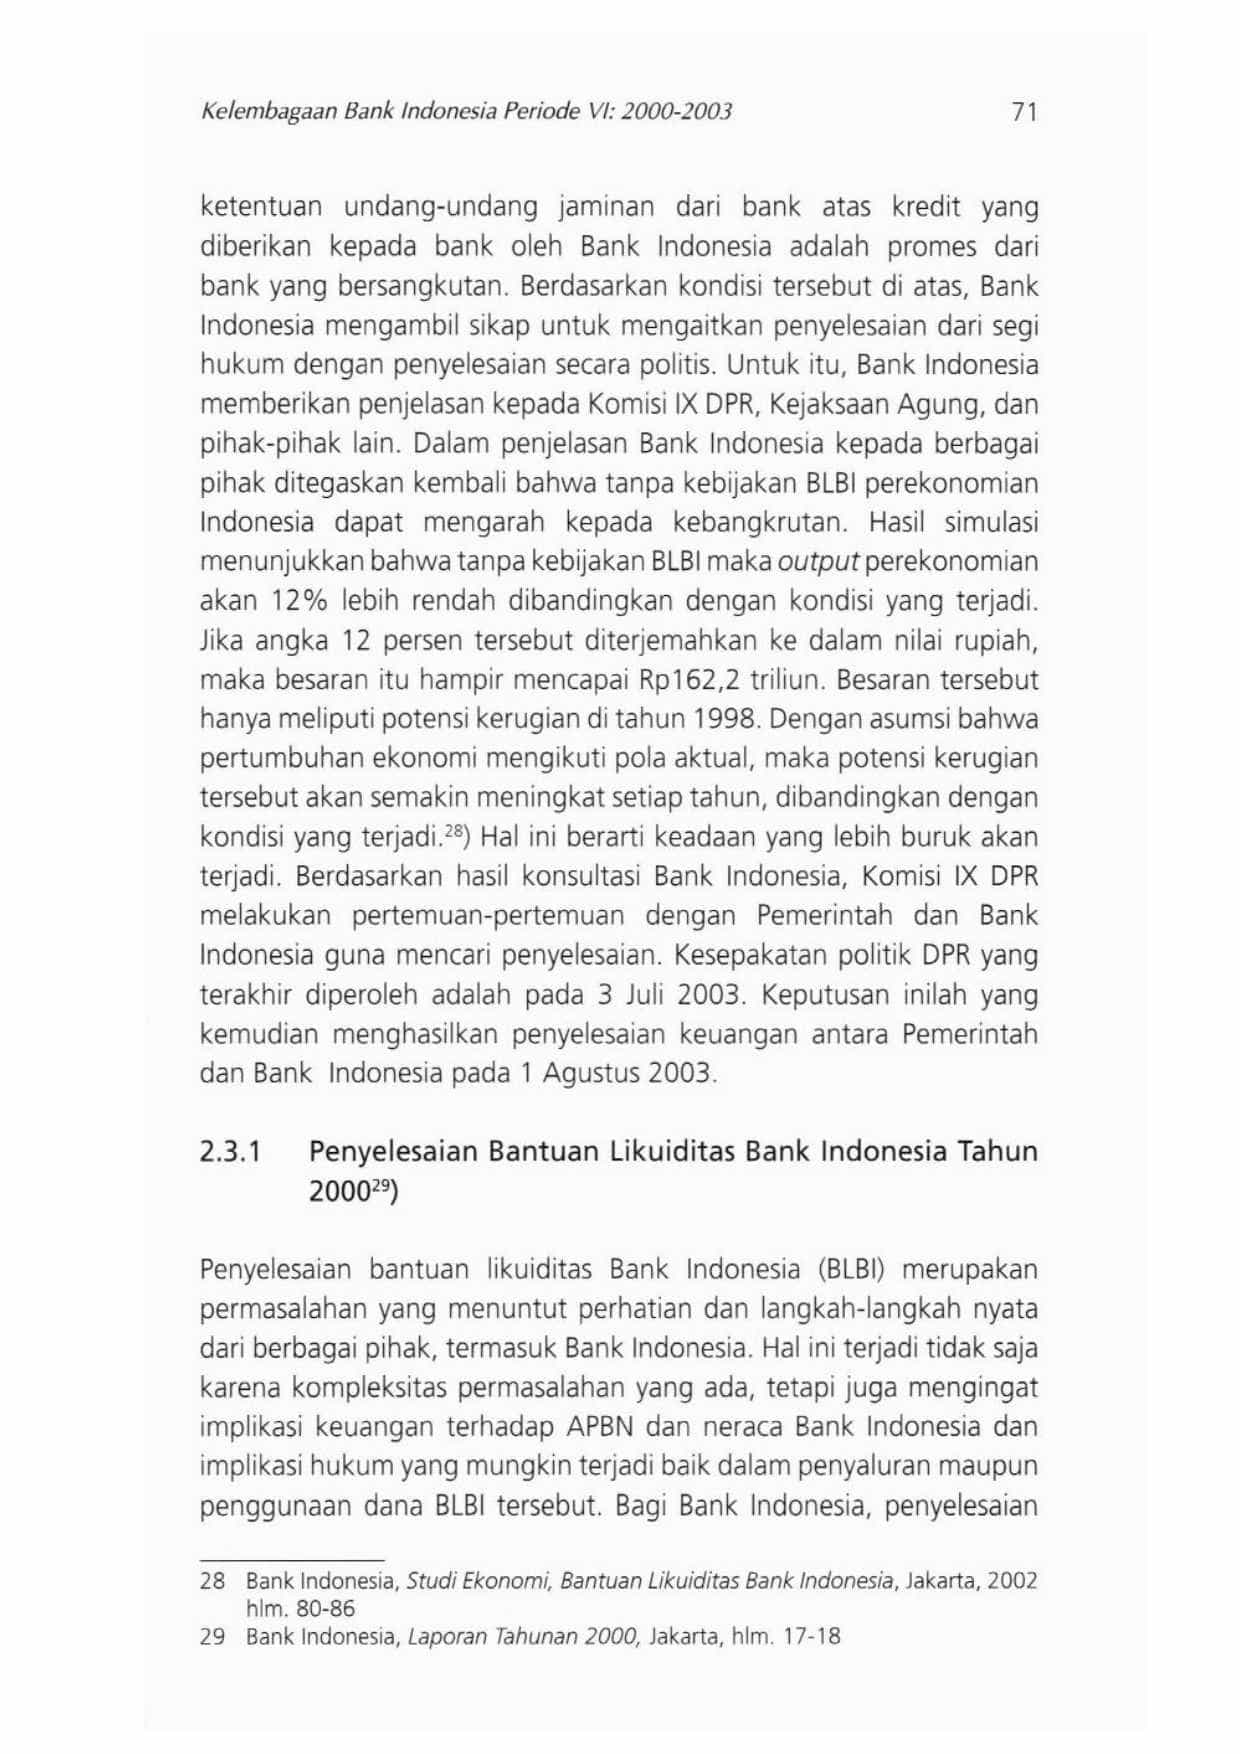 Kelembagaan Bank Indonesia Periode VI: 2000-2003 71
ketentuan undang-undang jaminan dari bank atas kredit yang
diberikan kepada bank oleh Bank Indonesia adalah promes dari
bank yang bersangkutan. Berdasarkan kondisi tersebut di atas, Bank
Indonesia mengambil sikap untuk mengaitkan penyelesaian dari segi
hukum dengan penyelesaian secara politis. Untuk itu, Bank Indonesia
memberikan penjelasan kepada Komisi IX DPR, Kejaksaan Agung, dan
pihak-pihak lain. Dalam penjelasan Bank Indonesia kepada berbagai
pihak ditegaskan kembali bahwa tanpa kebijakan BLBI perekonomian
Indonesia dapat mengarah kepada kebangkrutan. Hasil simulasi
menunjukkan bahwa tanpa kebijakan BLBI maka output perekonomian
akan 12% lebih rendah dibandingkan dengan kondisi yang terjadi.
Jika angka 12 persen tersebut diterjemahkan ke dalam nilai rupiah,
maka besaran itu hampir mencapai Rp162,2 triliun. Besaran tersebut
hanya meliputi potensi kerugian di tahun 1998. Dengan asumsi bahwa
pertumbuhan ekonomi mengikuti pola aktual, maka potensi kerugian
tersebut akan semakin meningkat setiap tahun, dibandingkan dengan
kondisi yang terjadi.28) Hal ini berarti keadaan yang lebih buruk akan
terjadi. Berdasarkan hasil konsultasi Bank Indonesia, Komisi IX DPR
melakukan pertemuan-pertemuan dengan Pemerintah dan Bank
Indonesia guna mencari penyelesaian. Kesepakatan politik DPR yang
terakhir diperoleh adalah pada 3 Juli 2003. Keputusan inilah yang
kemudian menghasilkan penyelesaian keuangan antara Pemerintah
dan Bank Indonesia pada 1 Agustus 2003.
2.3.1 Penyelesaian Bantuan Likuiditas Bank Indonesia Tahun
200029)
Penyelesaian bantuan likuiditas Bank Indonesia (BLBI) merupakan
permasalahan yang menuntut perhatian dan langkah-langkah nyata
dari berbagai pihak, termasuk Bank Indonesia. Hal ini terjadi tidak saja
karena kompleksitas permasalahan yang ada, tetapi juga mengingat
implikasi keuangan terhadap APBN dan neraca Bank Indonesia dan
implikasi hukum yang mungkin terjadi baik dalam penyaluran maupun
penggunaan dana BLBI tersebut. Bagi Bank Indonesia, penyelesaian
28 Bank Indonesia, Studi Ekonomi, Bantuan Likuiditas Bank Indonesia, Jakarta, 2002
hlm. 80-86
29 Bank Indonesia, Laporan Tahunan 2000, Jakarta, hlm. 17-18